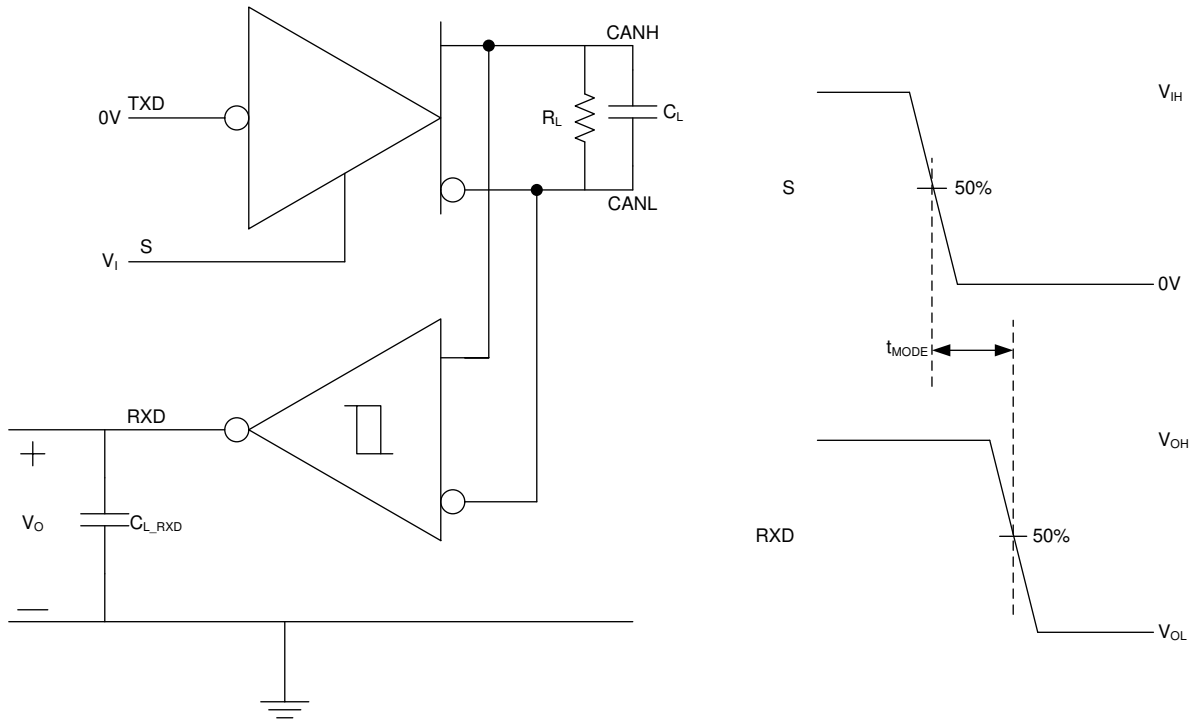 CANH
TXD
0V
R_L
C_L
CANL
S
V_I
RXD
+
V_O
C_L_RXD
—
V_IH
S
50%
0V
t_MODE
V_OH
RXD
50%
V_OL